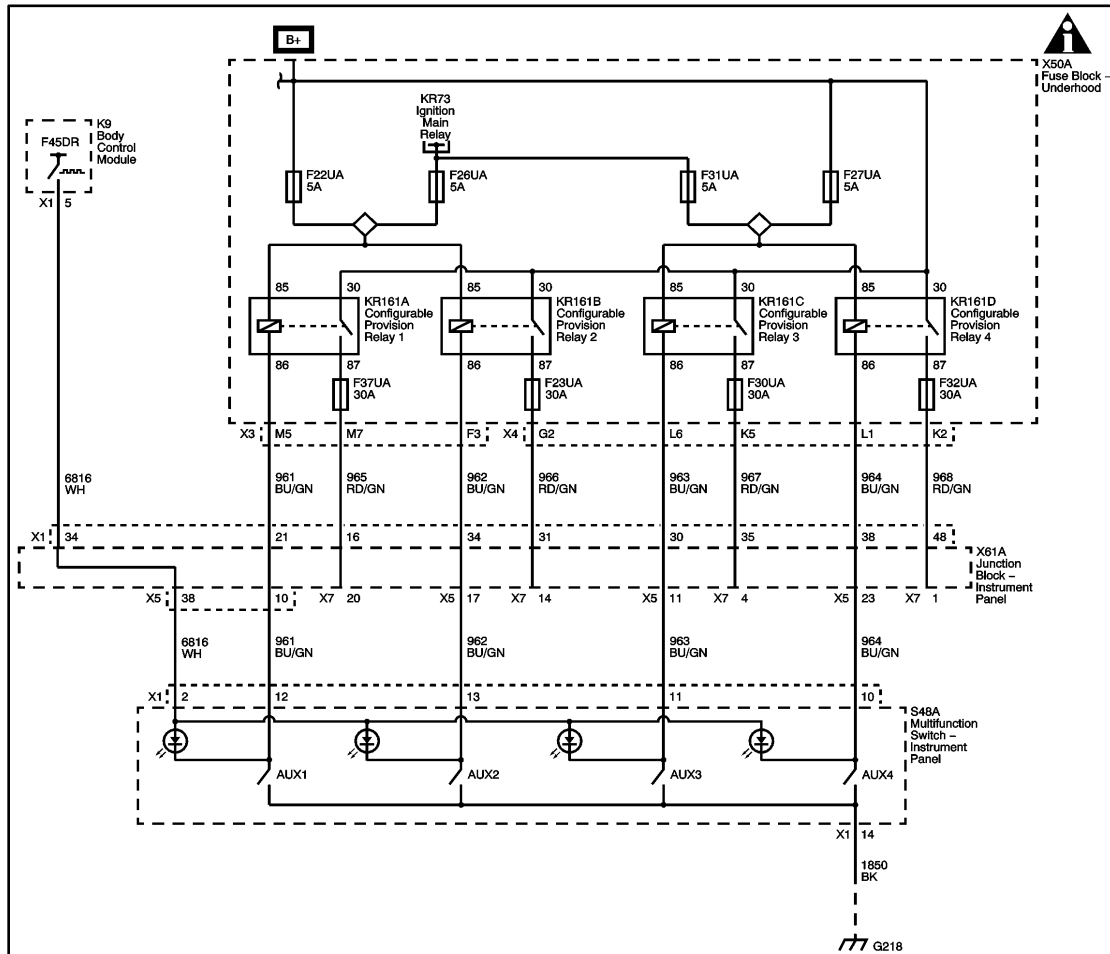 B+
X50A
Fuse Block –
Underhood
K9
Body
Control
Module
F45DR
X1 5
KR73
Ignition
Main
Relay
F22UA
5A
F26UA
5A
F31UA
5A
F27UA
5A
85 30 85 30 85 30 85 30
KR161A
Configurable
Provision
Relay 1
KR161B
Configurable
Provision
Relay 2
KR161C
Configurable
Provision
Relay 3
KR161D
Configurable
Provision
Relay 4
86 87 86 87 86 87 86 87
F37UA
30A
F23UA
30A
F30UA
30A
F32UA
30A
X3 M5 M7 F3 X4 G2 L6 K5 L1 K2
6816
WH
961
BU/GN
965
RD/GN
962
BU/GN
966
RD/GN
963
BU/GN
967
RD/GN
964
BU/GN
968
RD/GN
X1 34 21 16 34 31 30 35 38 48
X61A
Junction
Block –
Instrument
Panel
X5 38 10 X7 20 X5 17 X7 14 X5 11 X7 4 X5 23 X7 1
6816
WH
961
BU/GN
962
BU/GN
963
BU/GN
964
BU/GN
X1 2 12 13 11 10
S48A
Multifunction
Switch –
Instrument
Panel
AUX1 AUX2 AUX3 AUX4
X1 14
1850
BK
G218